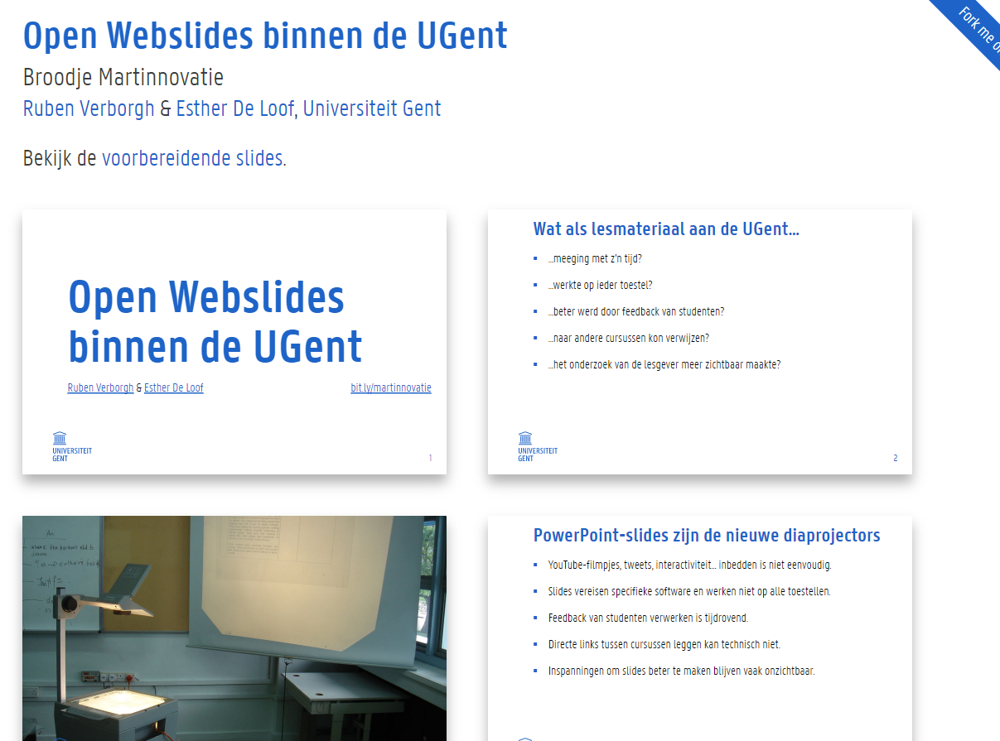 Open Webslides binnen de UGent
Fork me o
Broodje Martinnovatie
Ruben Verborgh & Esther De Loof, Universiteit Gent
Bekijk de voorbereidende slides.
Open Webslides
binnen de UGent
Ruben Verborgh & Esther De Loof
bit.ly/martinnovatie
UNIVERSITEIT
GENT
1
Wat als lesmateriaal aan de UGent…
…meeging met z'n tijd?
…werkte op ieder toestel?
…beter werd door feedback van studenten?
…naar andere cursussen kon verwijzen?
…het onderzoek van de lesgever meer zichtbaar maakte?
UNIVERSITEIT
GENT
2
PowerPoint-slides zijn de nieuwe diaprojectors
YouTube-filmpjes, tweets, interactiviteit… inbedden is niet eenvoudig.
Slides vereisen specifieke software en werken niet op alle toestellen.
Feedback van studenten verwerken is tijdrovend.
Directe links tussen cursussen leggen kan technisch niet.
Inspanningen om slides beter te maken blijven vaak onzichtbaar.